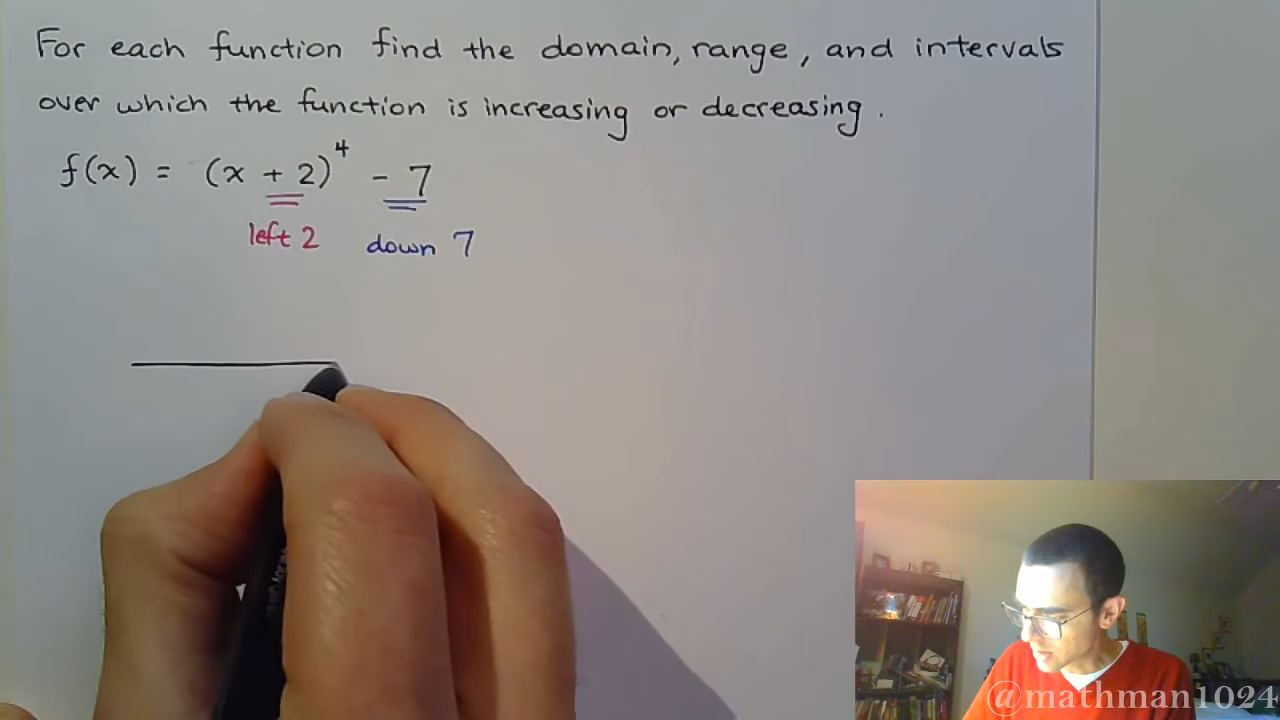 For each function find the domain, range, and intervals
over which the function is increasing or decreasing.
f(x) = (x + 2)⁴ - 7
left 2 down 7
@mathman1024